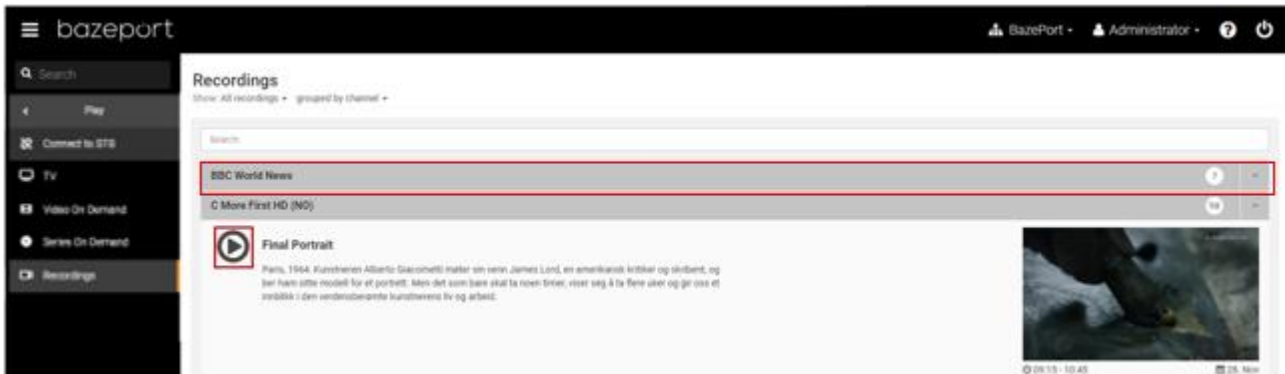 bazeport
BazePort
Administrator
?
Search
Play
Connect to STB
TV
Video On Demand
Series On Demand
Recordings
Recordings
Show: All recordings grouped by channel
Search
BBC World News
7
C More First HD (NO)
10
Final Portrait
Paris, 1964. Kunstneren Alberto Giacometti møter sin venn James Lord, en amerikansk kritiker og skribent, og
ber ham sitte modell for et portrett. Men det som bare skal ta noen timer, viser seg å ta flere uker og gir oss et
innblikk i den verdensberømte kunstnerens liv og arbeid.
09:15 - 10:45
28. Nov